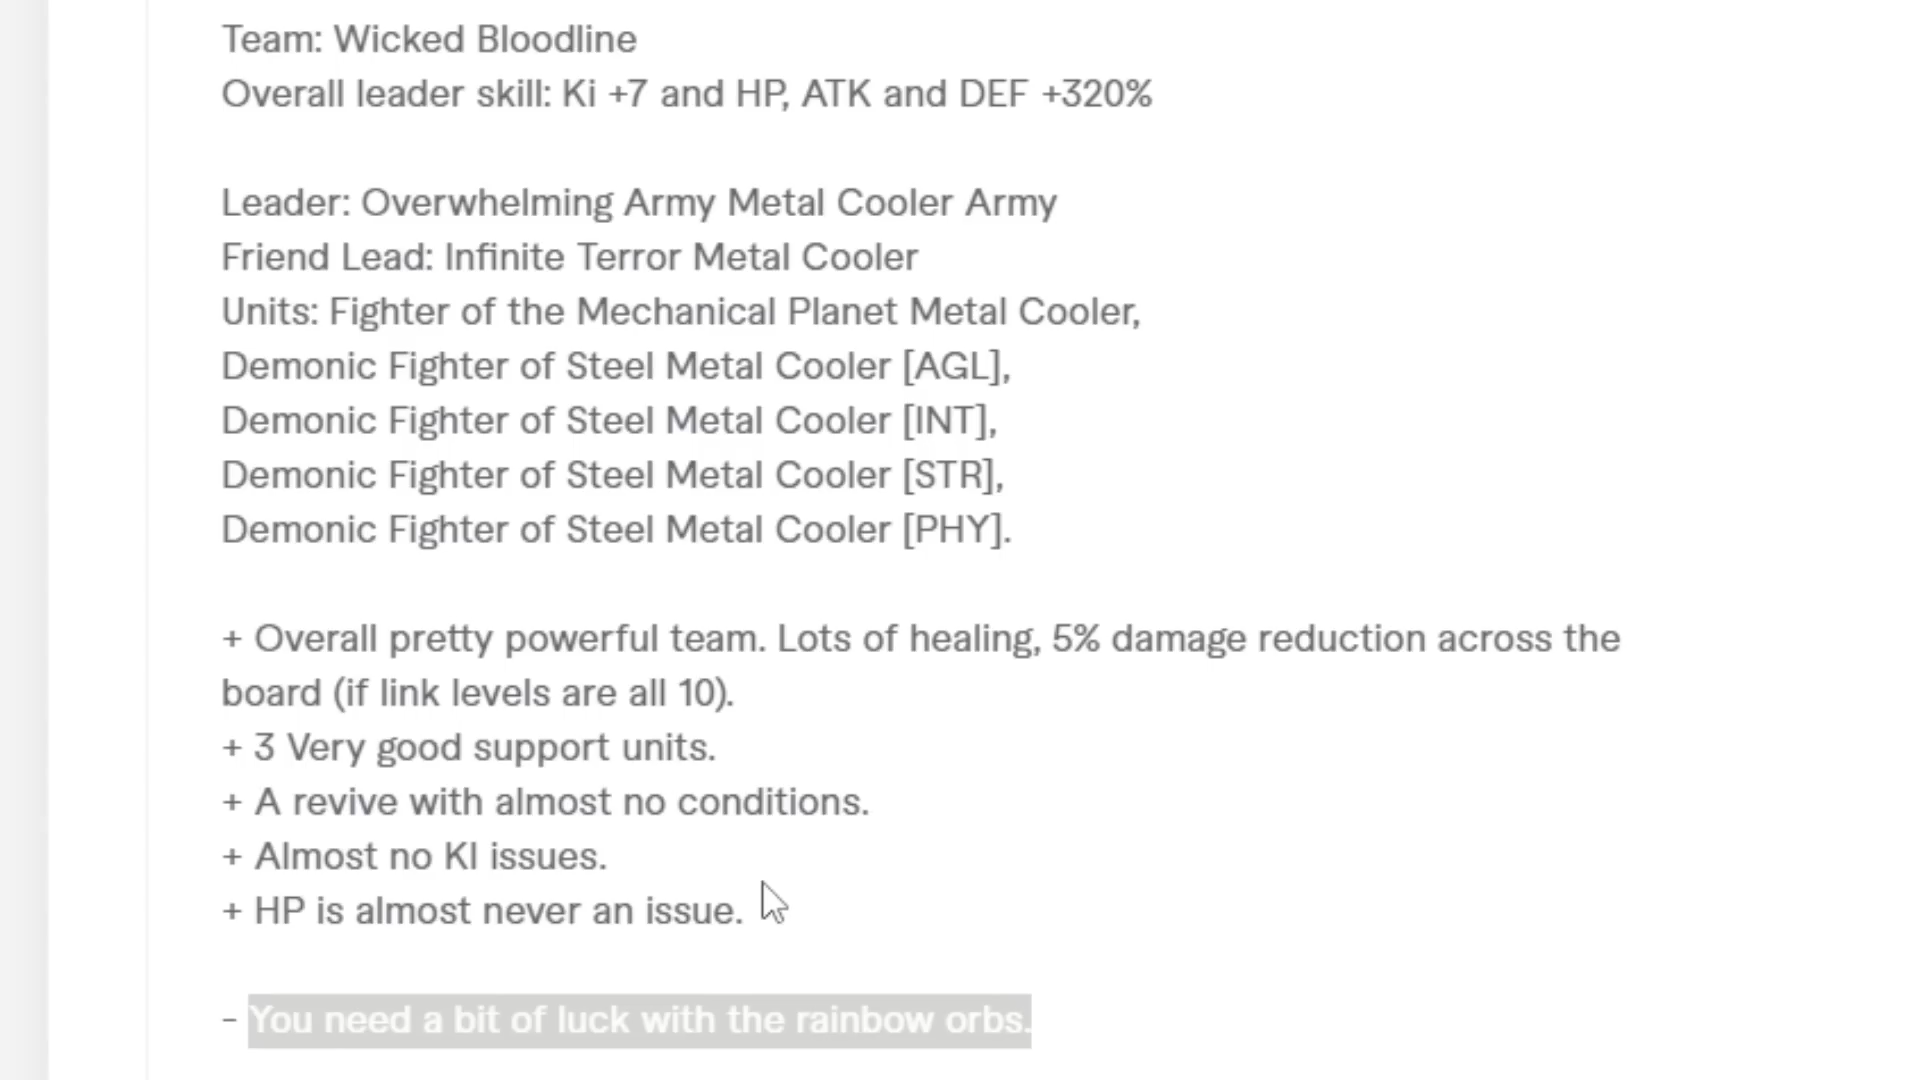 Team: Wicked Bloodline
Overall leader skill: Ki +7 and HP, ATK and DEF +320%
Leader: Overwhelming Army Metal Cooler Army
Friend Lead: Infinite Terror Metal Cooler
Units: Fighter of the Mechanical Planet Metal Cooler,
Demonic Fighter of Steel Metal Cooler [AGL],
Demonic Fighter of Steel Metal Cooler [INT],
Demonic Fighter of Steel Metal Cooler [STR],
Demonic Fighter of Steel Metal Cooler [PHY].
+ Overall pretty powerful team. Lots of healing, 5% damage reduction across the
board (if link levels are all 10).
+ 3 Very good support units.
+ A revive with almost no conditions.
+ Almost no KI issues.
+ HP is almost never an issue.
- You need a bit of luck with the rainbow orbs.